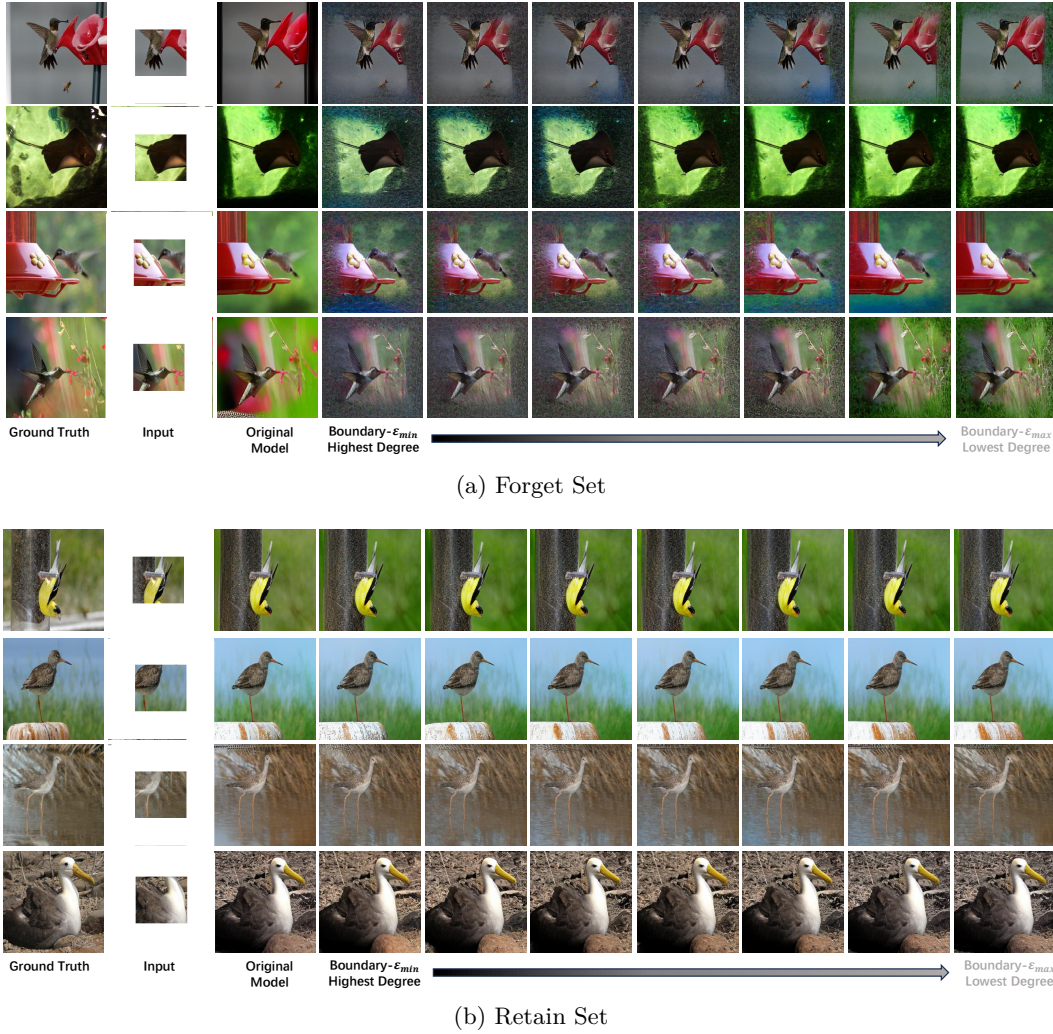 Ground Truth Input Original Model Boundary-ε_min Highest Degree Boundary-ε_max Lowest Degree
(a) Forget Set
Ground Truth Input Original Model Boundary-ε_min Highest Degree Boundary-ε_max Lowest Degree
(b) Retain Set